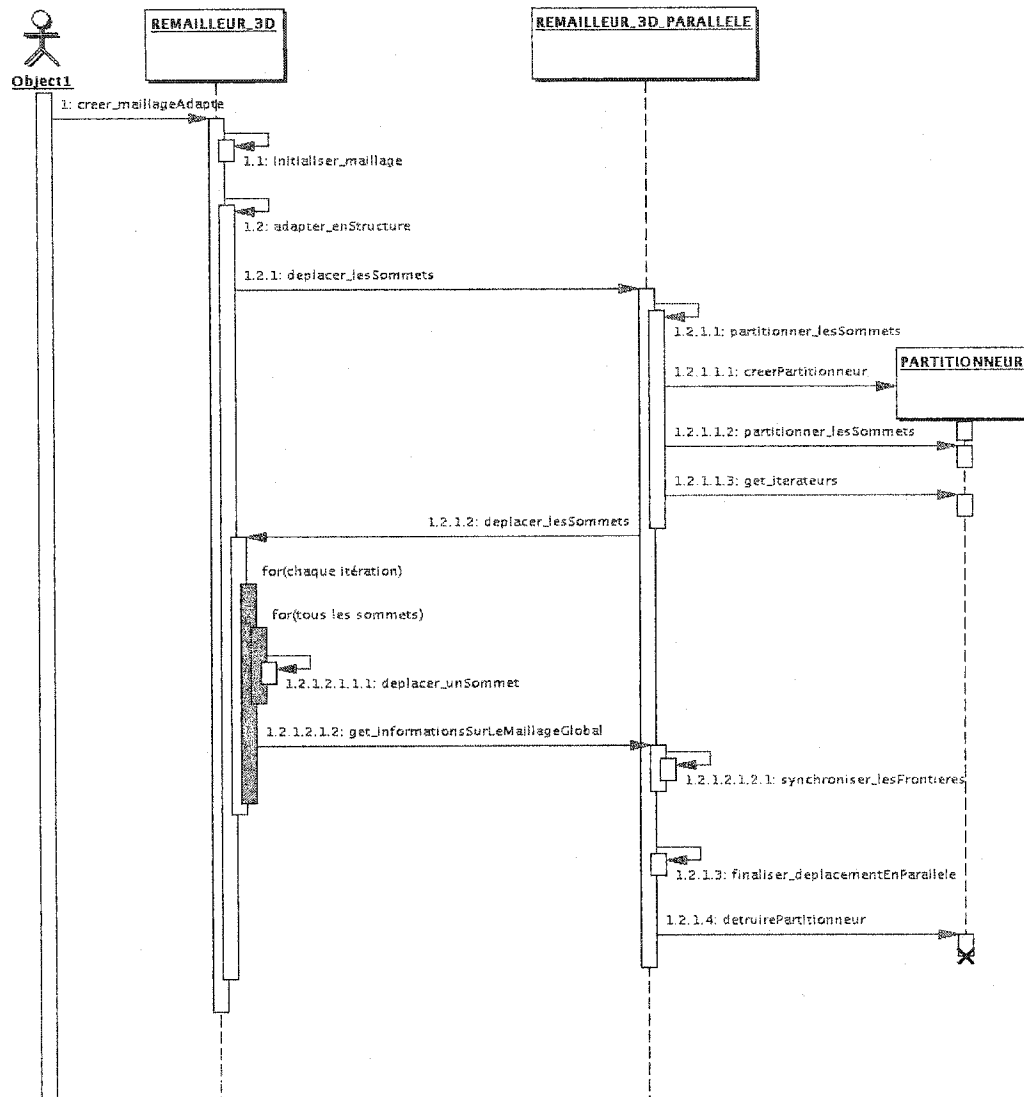 REMAILLEUR_3D
REMAILLEUR_3D_PARALLELE
Object1
1: creer_maillageAdapte
1.1: initialiser_maillage
1.2: adapter_enStructure
1.2.1: deplacer_lesSommets
1.2.1.1: partitionner_lesSommets
PARTITIONNEUR
1.2.1.1.1: creerPartitionneur
1.2.1.1.2: partitionner_lesSommets
1.2.1.1.3: get_iterateurs
1.2.1.2: deplacer_lesSommets
for(chaque itération)
for(tous les sommets)
1.2.1.2.1.1.1: deplacer_unSommet
1.2.1.2.1.2: get_informationsSurLeMaillageGlobal
1.2.1.2.1.2.1: synchroniser_lesFrontieres
1.2.1.3: finaliser_deplacementEnParallele
1.2.1.4: detruirePartitionneur